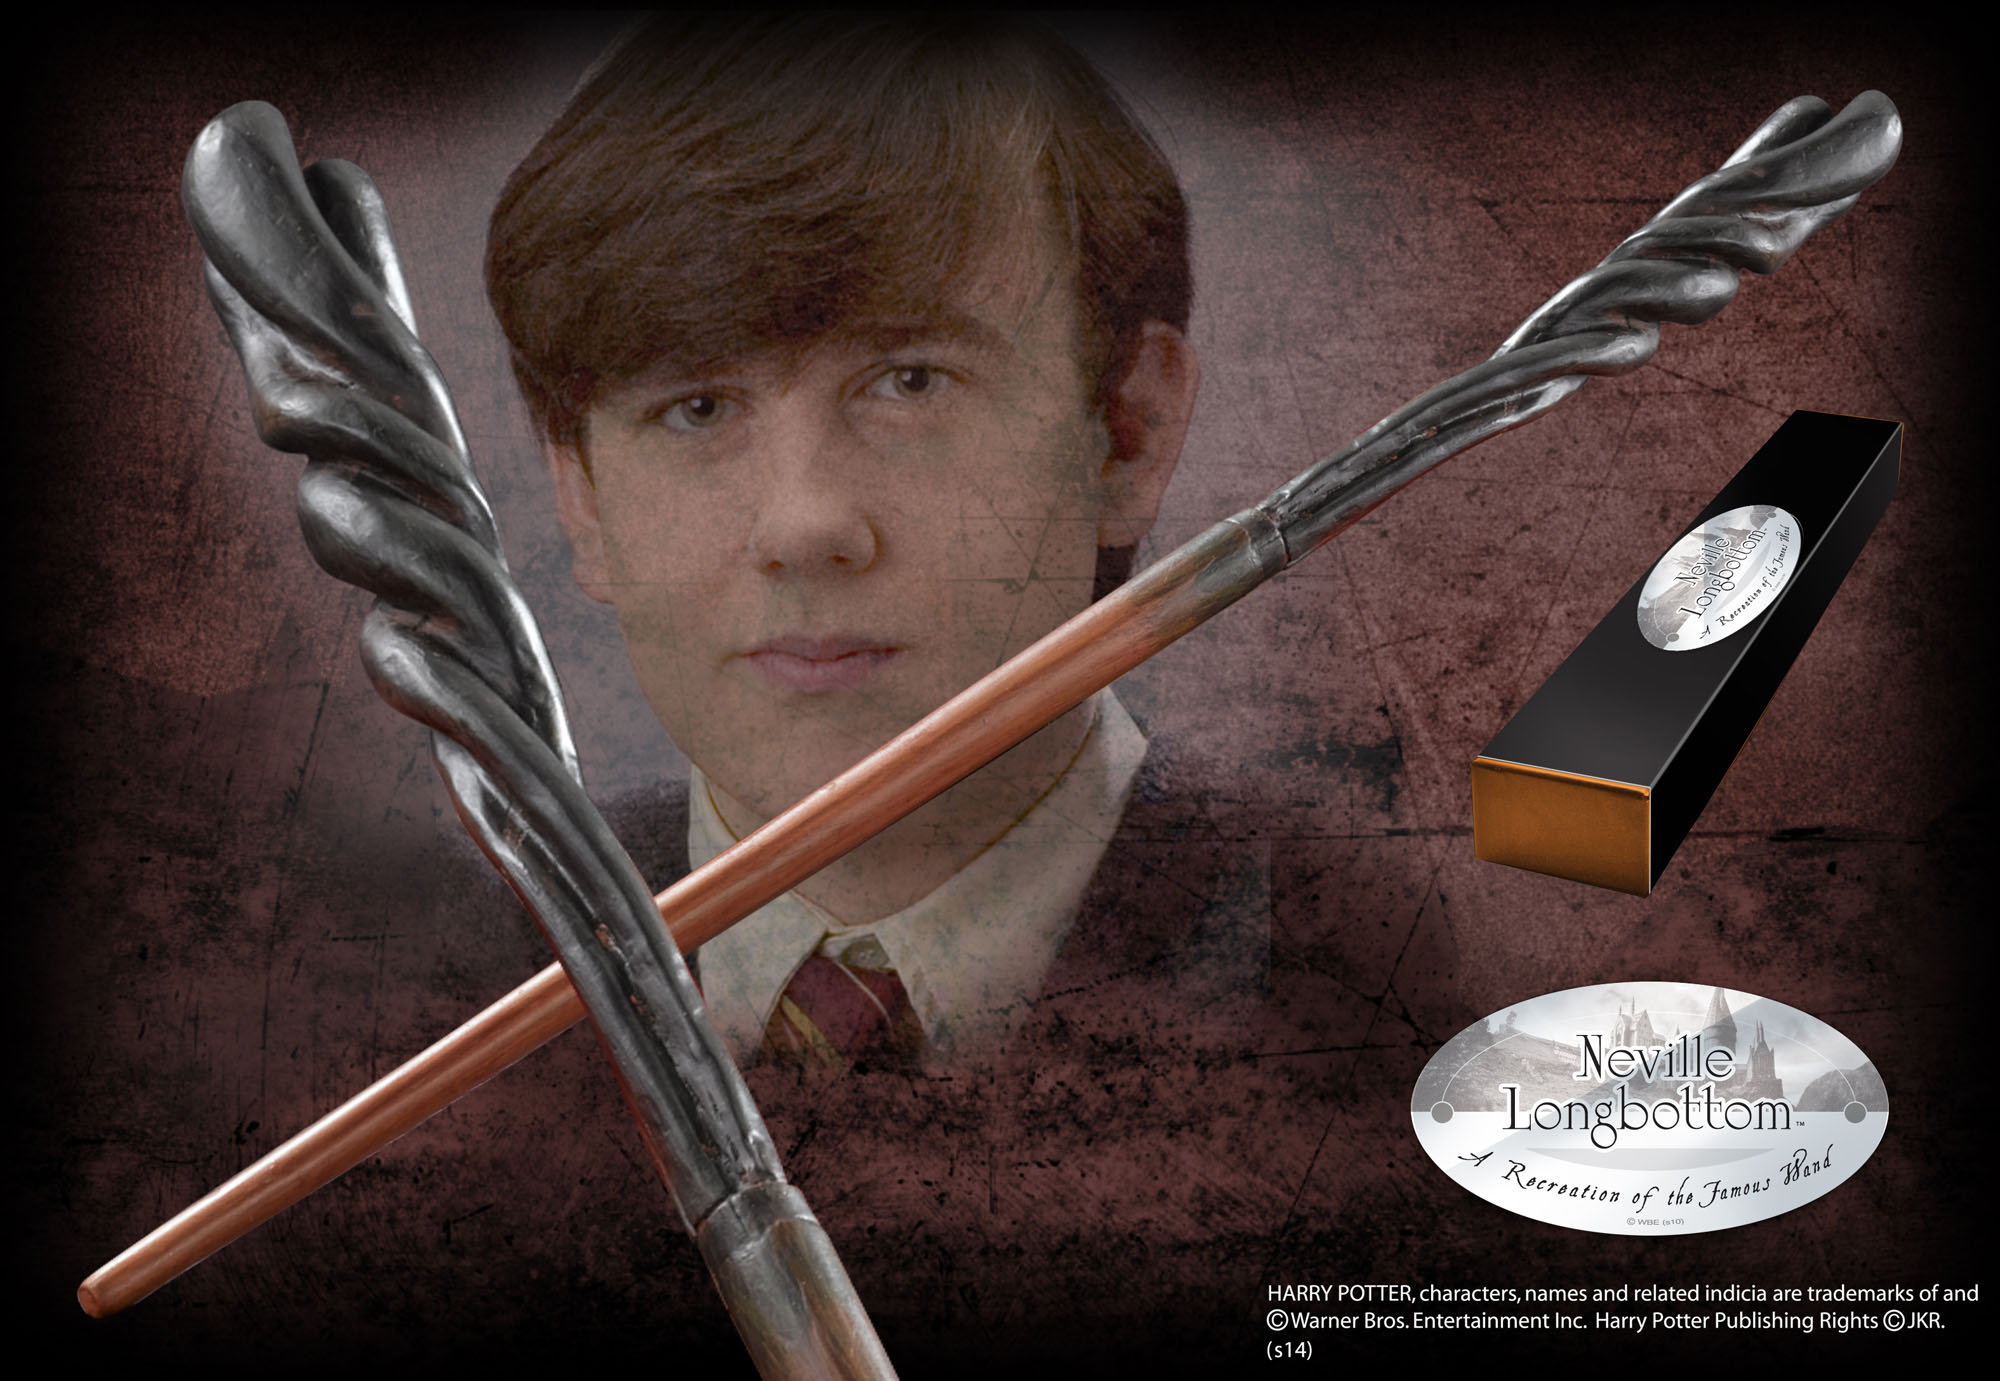 Neville
Longbottom
A Recreation of the Famous Wand
Neville
Longbottom™
A Recreation of the Famous Wand
© WBE (s10)
HARRY POTTER, characters, names and related indicia are trademarks of and
© Warner Bros. Entertainment Inc. Harry Potter Publishing Rights © JKR.
(s14)